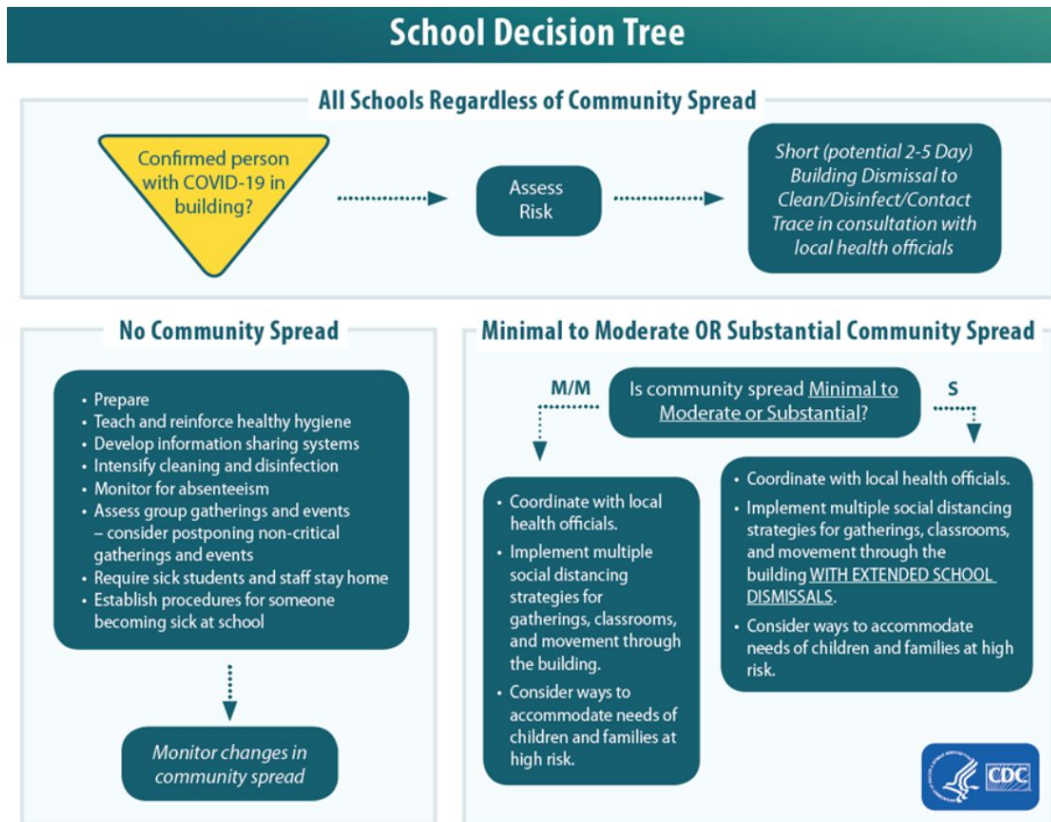 School Decision Tree
All Schools Regardless of Community Spread
Confirmed person
with COVID-19 in
building?
Assess
Risk
Short (potential 2-5 Day)
Building Dismissal to
Clean/Disinfect/Contact
Trace in consultation with
local health officials
No Community Spread
• Prepare
• Teach and reinforce healthy hygiene
• Develop information sharing systems
• Intensify cleaning and disinfection
• Monitor for absenteeism
• Assess group gatherings and events
– consider postponing non-critical
gatherings and events
• Require sick students and staff stay home
• Establish procedures for someone
becoming sick at school
Monitor changes in
community spread
Minimal to Moderate OR Substantial Community Spread
Is community spread Minimal to
Moderate or Substantial?
M/M
• Coordinate with local
health officials.
• Implement multiple
social distancing
strategies for
gatherings, classrooms,
and movement through
the building.
• Consider ways to
accommodate needs of
children and families at
high risk.
S
• Coordinate with local health officials.
• Implement multiple social distancing
strategies for gatherings, classrooms,
and movement through the
building WITH EXTENDED SCHOOL
DISMISSALS.
• Consider ways to accommodate
needs of children and families at high
risk.
CDC